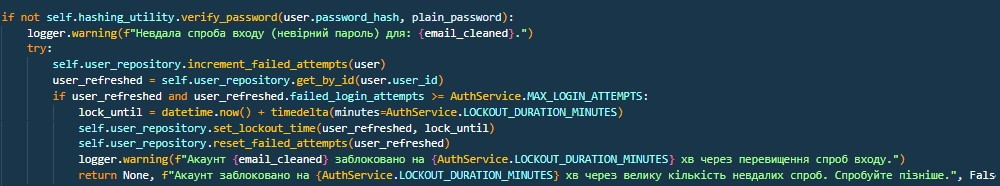 if not self.hashing_utility.verify_password(user.password_hash, plain_password):
    logger.warning(f"Невдала спроба входу (невірний пароль) для: {email_cleaned}.")
    try:
        self.user_repository.increment_failed_attempts(user)
        user_refreshed = self.user_repository.get_by_id(user.user_id)
        if user_refreshed and user_refreshed.failed_login_attempts >= AuthService.MAX_LOGIN_ATTEMPTS:
            lock_until = datetime.now() + timedelta(minutes=AuthService.LOCKOUT_DURATION_MINUTES)
            self.user_repository.set_lockout_time(user_refreshed, lock_until)
            self.user_repository.reset_failed_attempts(user_refreshed)
            logger.warning(f"Акаунт {email_cleaned} заблоковано на {AuthService.LOCKOUT_DURATION_MINUTES} хв через перевищення спроб входу.")
            return None, f"Акаунт заблоковано на {AuthService.LOCKOUT_DURATION_MINUTES} хв через велику кількість невдалих спроб. Спробуйте пізніше.", Fals